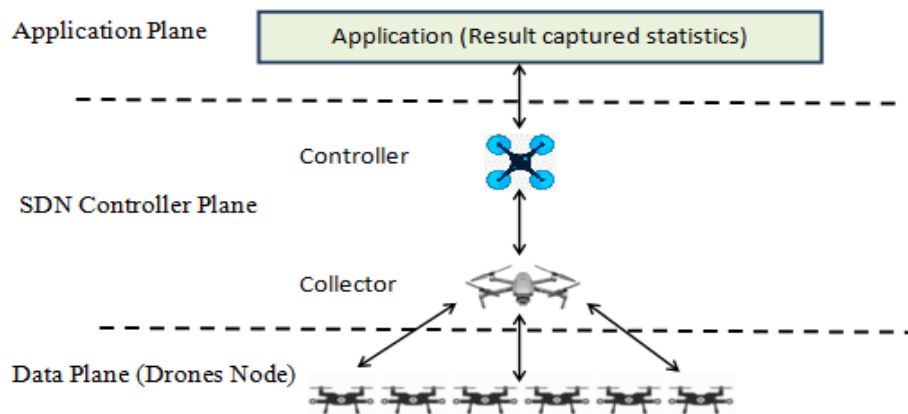 Application Plane
Application (Result captured statistics)
Controller
SDN Controller Plane
Collector
Data Plane (Drones Node)